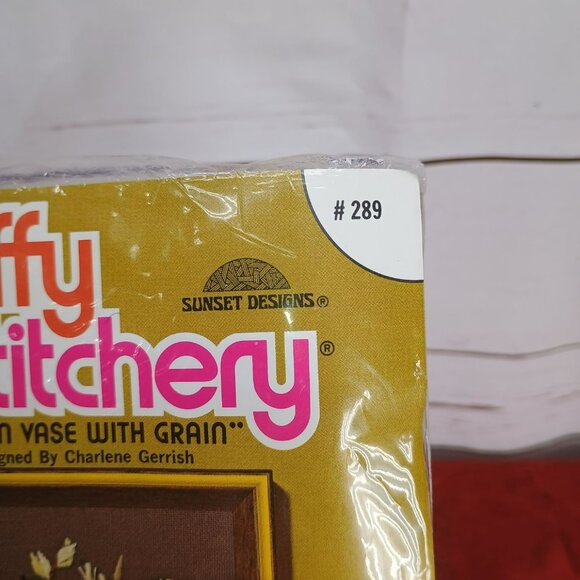 # 289
SUNSET DESIGNS®
ffy
titchery®
N VASE WITH GRAIN"
gned By Charlene Gerrish